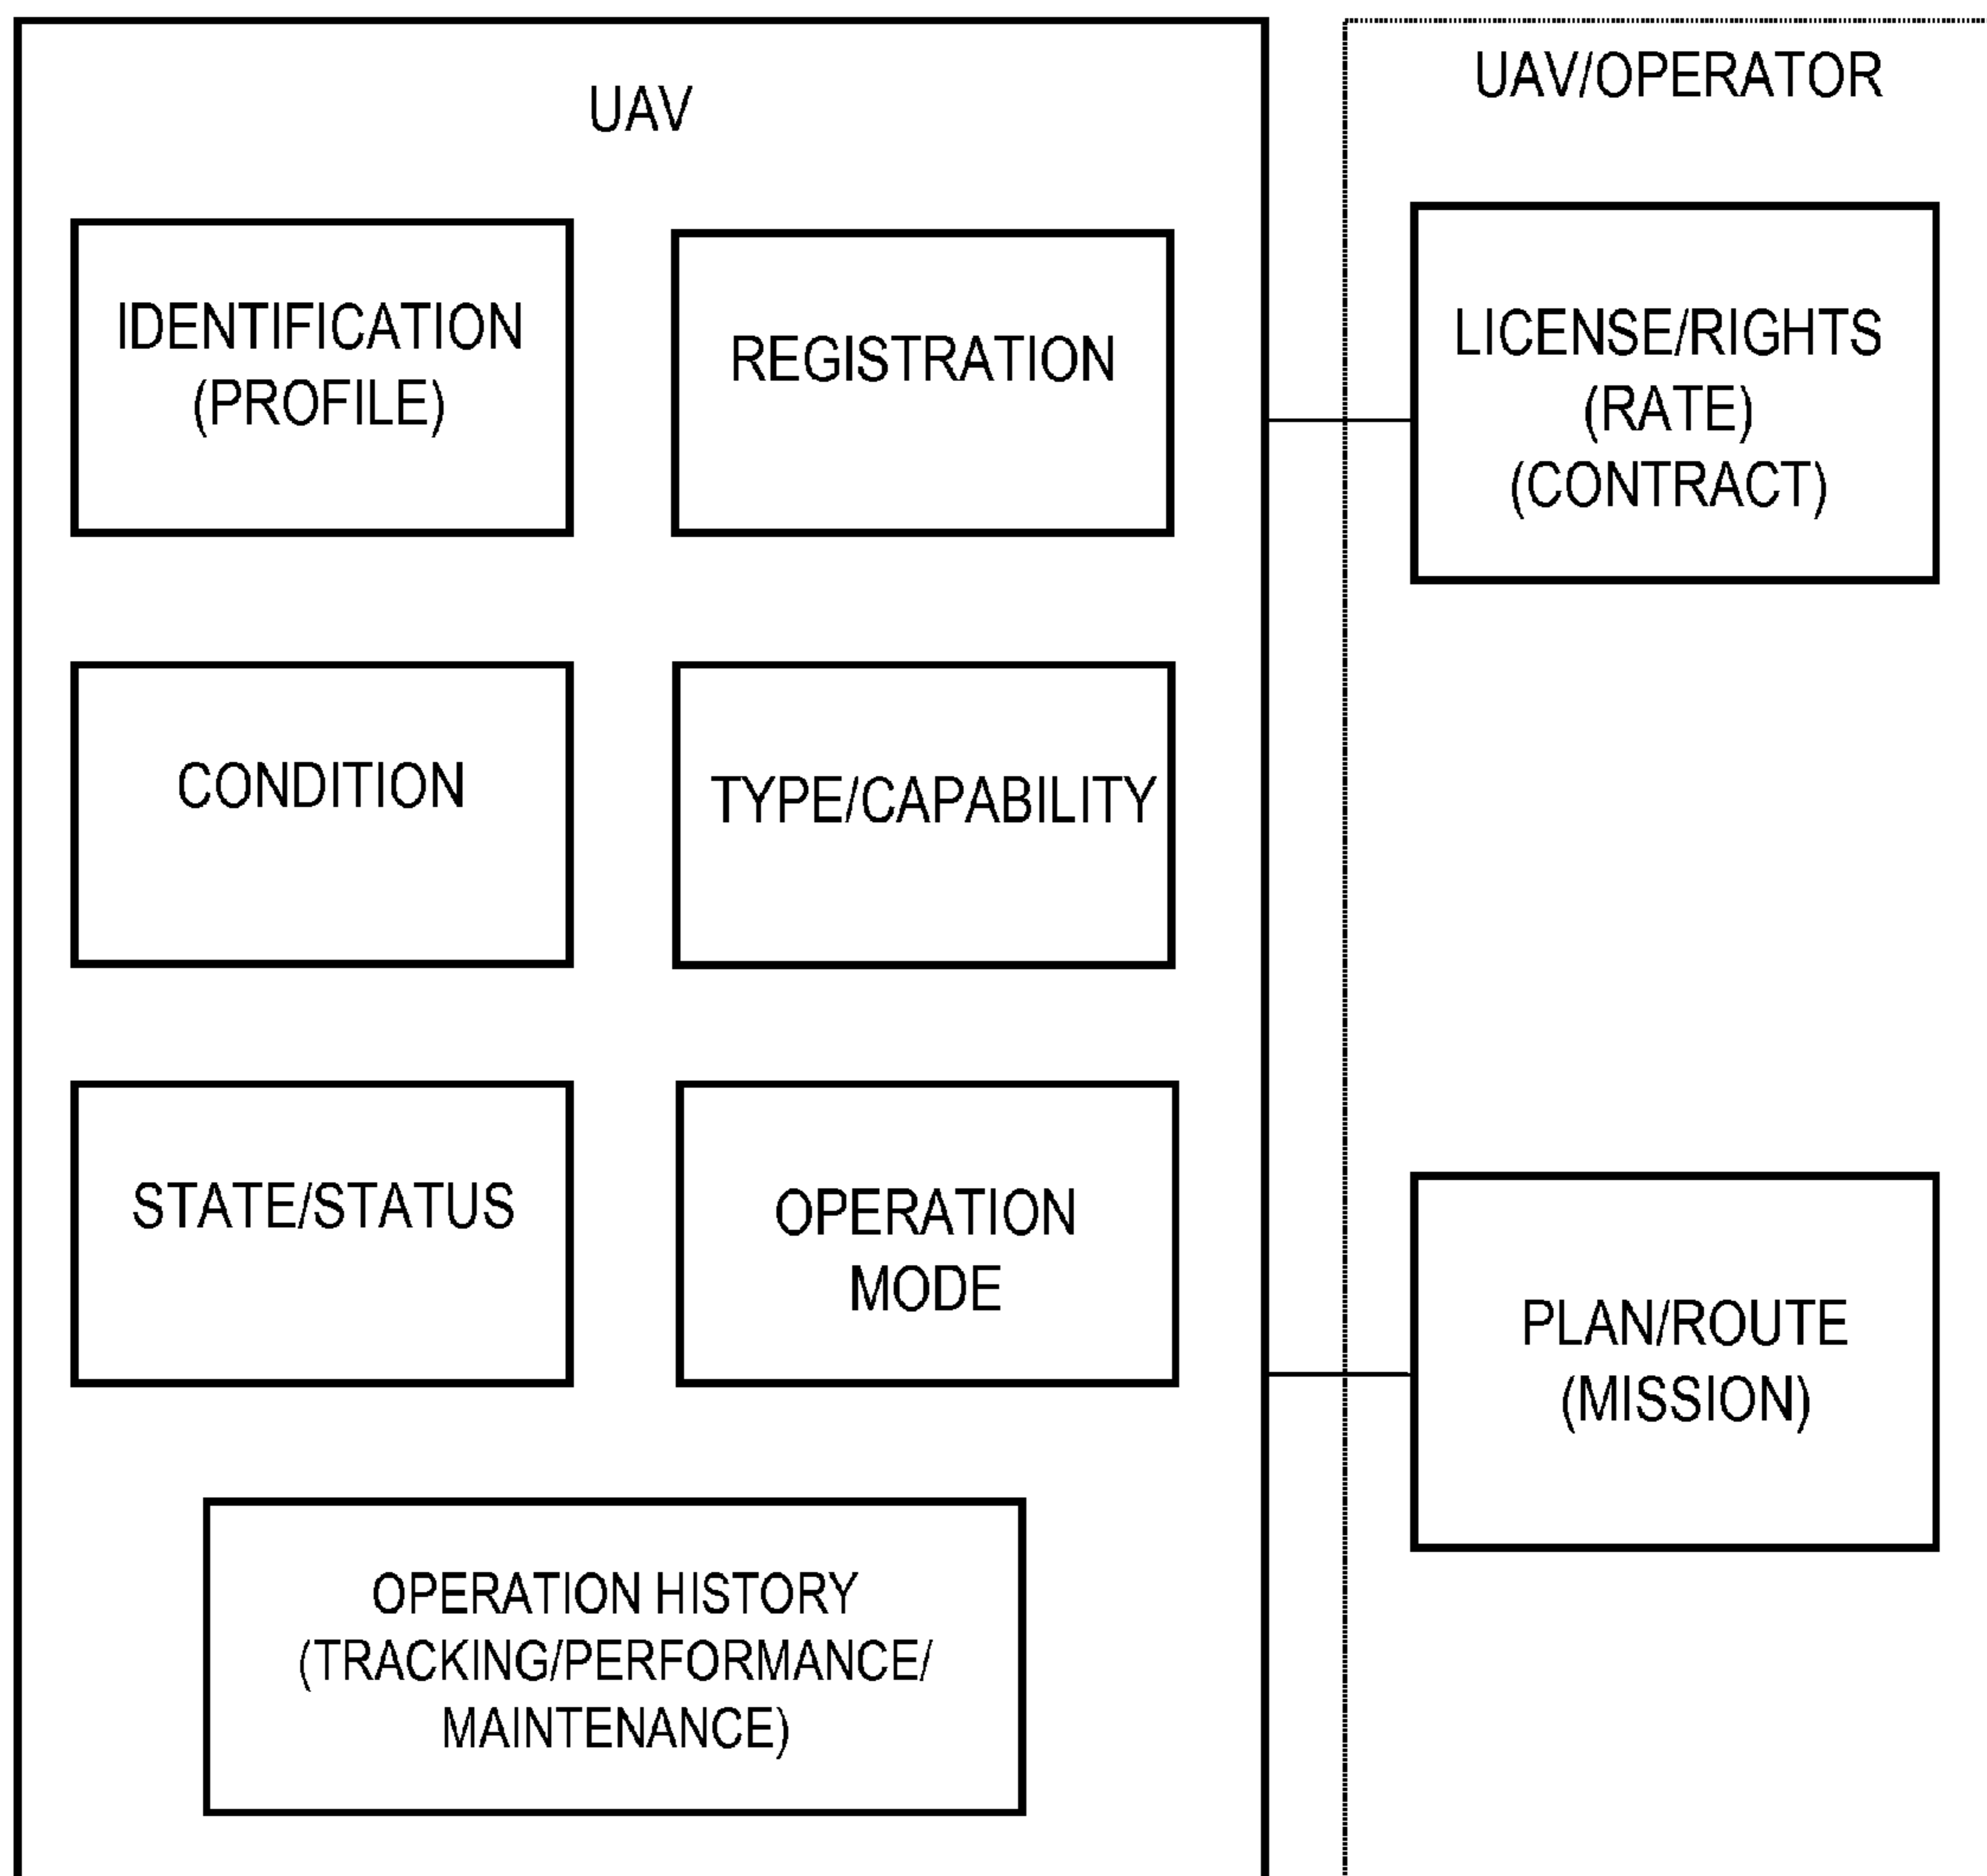 UAV
IDENTIFICATION
(PROFILE)
REGISTRATION
CONDITION
TYPE/CAPABILITY
STATE/STATUS
OPERATION
MODE
OPERATION HISTORY
(TRACKING/PERFORMANCE/
MAINTENANCE)
UAV/OPERATOR
LICENSE/RIGHTS
(RATE)
(CONTRACT)
PLAN/ROUTE
(MISSION)